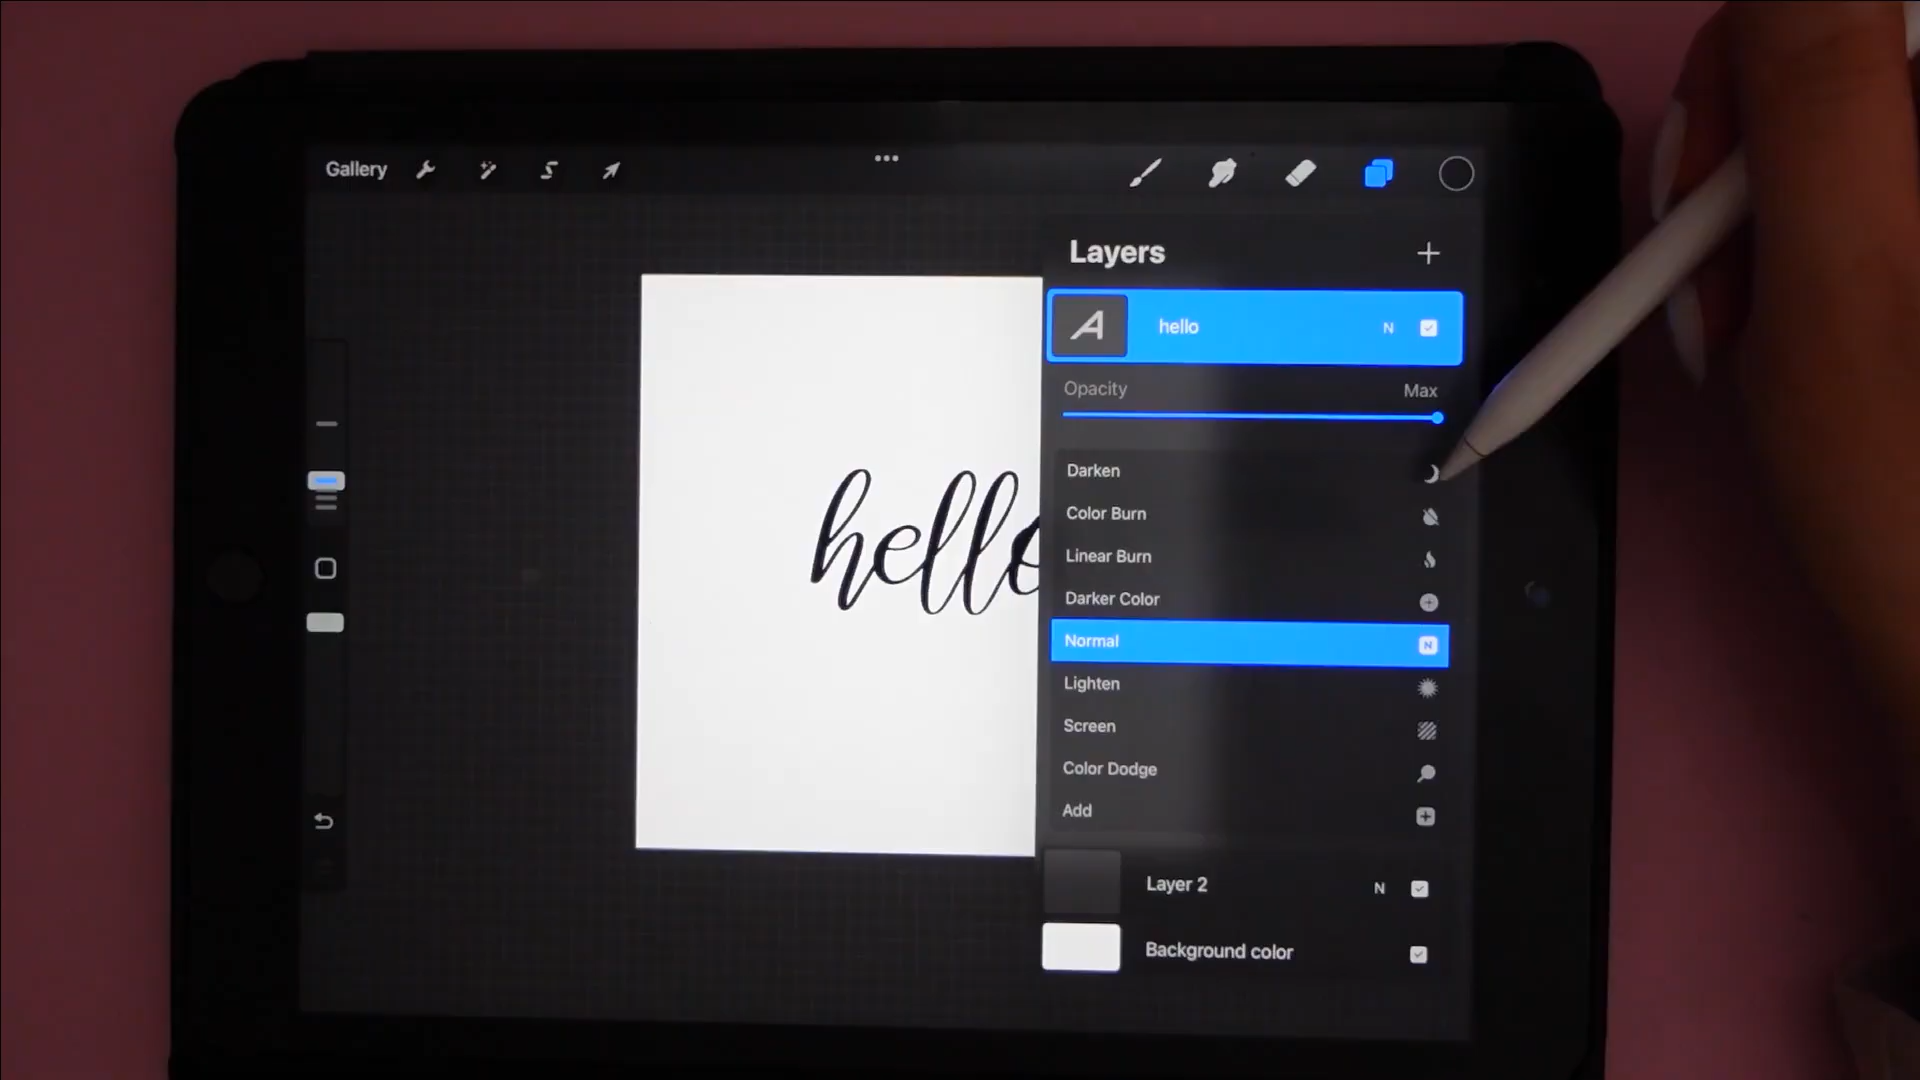 Gallery
Layers
A hello N
Opacity Max
hello
Darken
Color Burn
Linear Burn
Darker Color
Normal N
Lighten
Screen
Color Dodge
Add
Layer 2 N
Background color